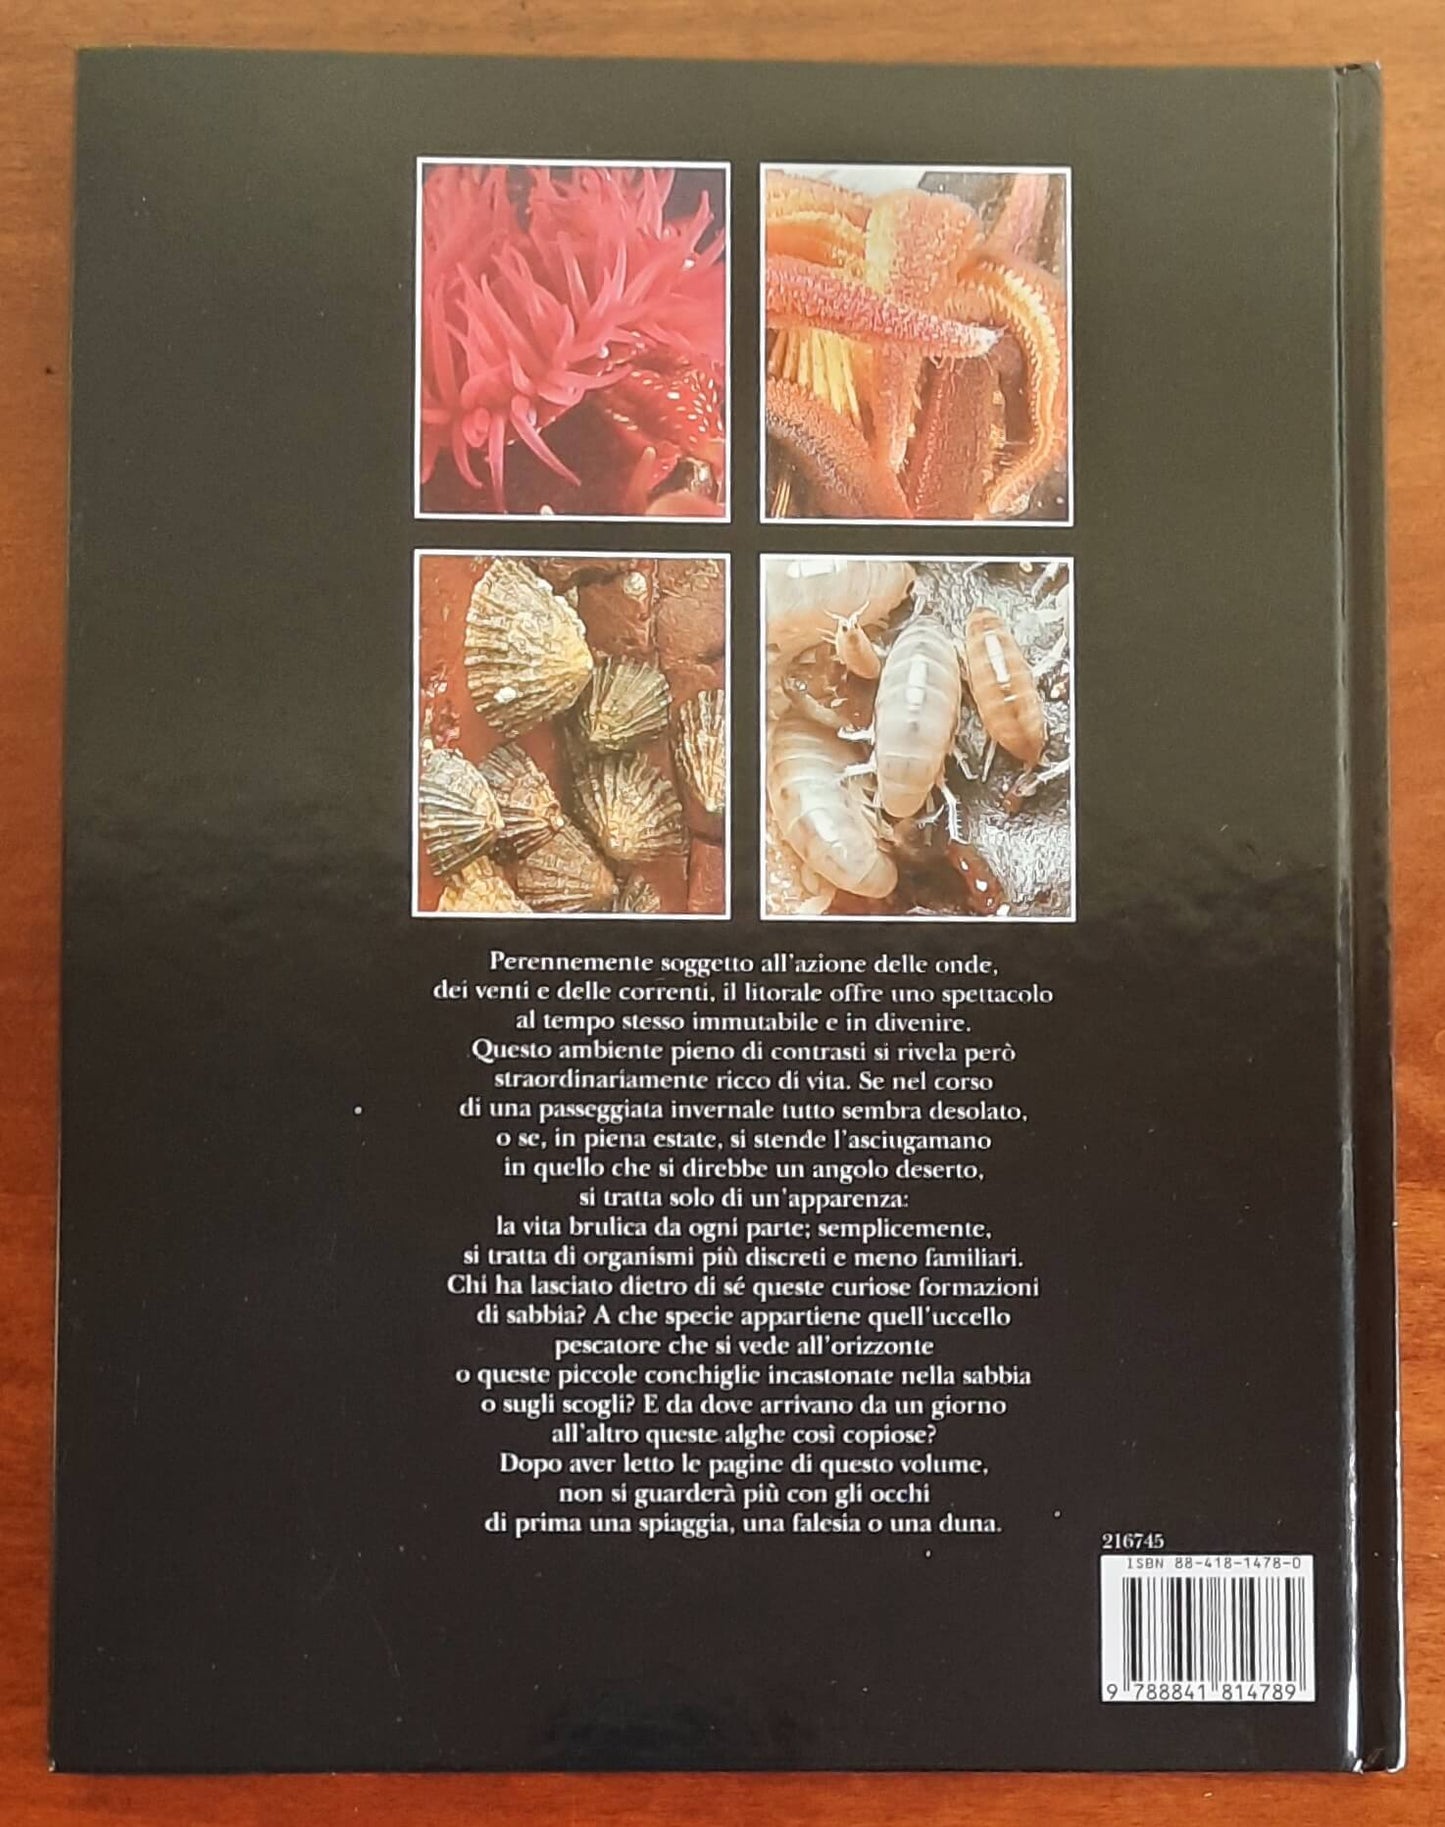 Perennemente soggetto all'azione delle onde,
dei venti e delle correnti, il litorale offre uno spettacolo
al tempo stesso immutabile e in divenire.
Questo ambiente pieno di contrasti si rivela però
straordinariamente ricco di vita. Se nel corso
di una passeggiata invernale tutto sembra desolato,
o se, in piena estate, si stende l'asciugamano
in quello che si direbbe un angolo deserto,
si tratta solo di un'apparenza:
la vita brulica da ogni parte; semplicemente,
si tratta di organismi più discreti e meno familiari.
Chi ha lasciato dietro di sé queste curiose formazioni
di sabbia? A che specie appartiene quell'uccello
pescatore che si vede all'orizzonte
o queste piccole conchiglie incastonate nella sabbia
o sugli scogli? E da dove arrivano da un giorno
all'altro queste alghe così copiose?
Dopo aver letto le pagine di questo volume,
non si guarderà più con gli occhi
di prima una spiaggia, una falesia o una duna.
216745
ISBN 88-418-1478-0
9 788841 814789